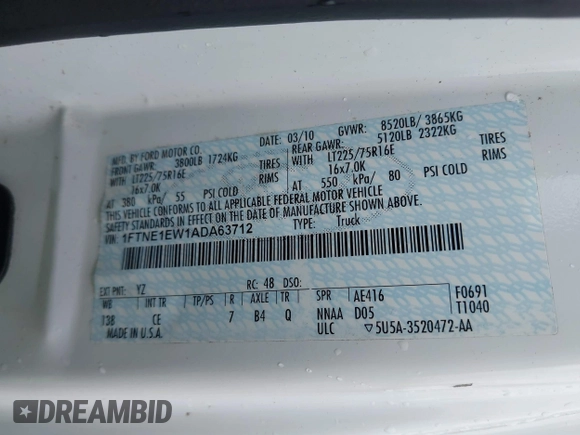 MFD. BY FORD MOTOR CO.
DATE: 03/10 GVWR: 8520LB/ 3865KG
FRONT GAWR: 3800LB 1724KG REAR GAWR: 5120LB 2322KG
WITH LT225/75R16E TIRES WITH LT225/75R16E TIRES
16x7.0K RIMS 16x7.0K RIMS
AT 380 kPa/ 55 PSI COLD AT 550 kPa/ 80 PSI COLD
THIS VEHICLE CONFORMS TO ALL APPLICABLE FEDERAL MOTOR VEHICLE
SAFETY STANDARDS IN EFFECT ON THE DATE OF MANUFACTURE SHOWN ABOVE.
VIN: 1FTNE1EW1ADA63712 TYPE: Truck
EXT PNT: YZ RC: 48 DSO:
WB INT TR TP/PS R AXLE TR SPR AE416 F0691
138 CE 7 B4 Q NNAA D05 T1040
MADE IN U.S.A. ULC ▽5U5A-3520472-AA
DREAMBID